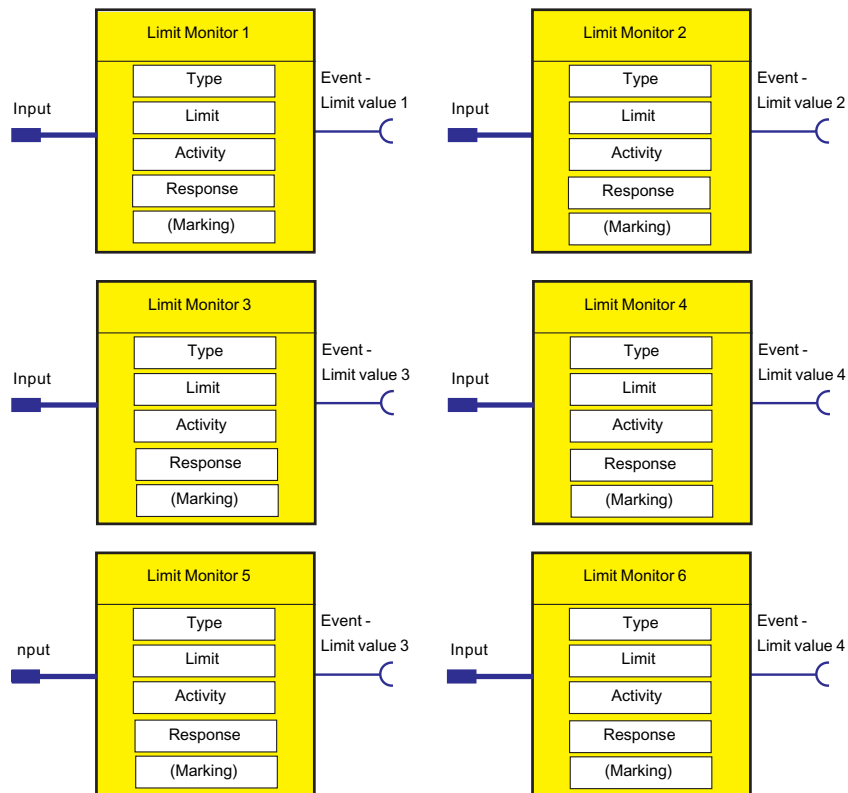 Limit Monitor 1
Type
Limit
Activity
Response
(Marking)
Input
Event -
Limit value 1
Limit Monitor 2
Type
Limit
Activity
Response
(Marking)
Input
Event -
Limit value 2
Limit Monitor 3
Type
Limit
Activity
Response
(Marking)
Input
Event -
Limit value 3
Limit Monitor 4
Type
Limit
Activity
Response
(Marking)
Input
Event -
Limit value 4
Limit Monitor 5
Type
Limit
Activity
Response
(Marking)
nput
Event -
Limit value 3
Limit Monitor 6
Type
Limit
Activity
Response
(Marking)
Input
Event -
Limit value 4